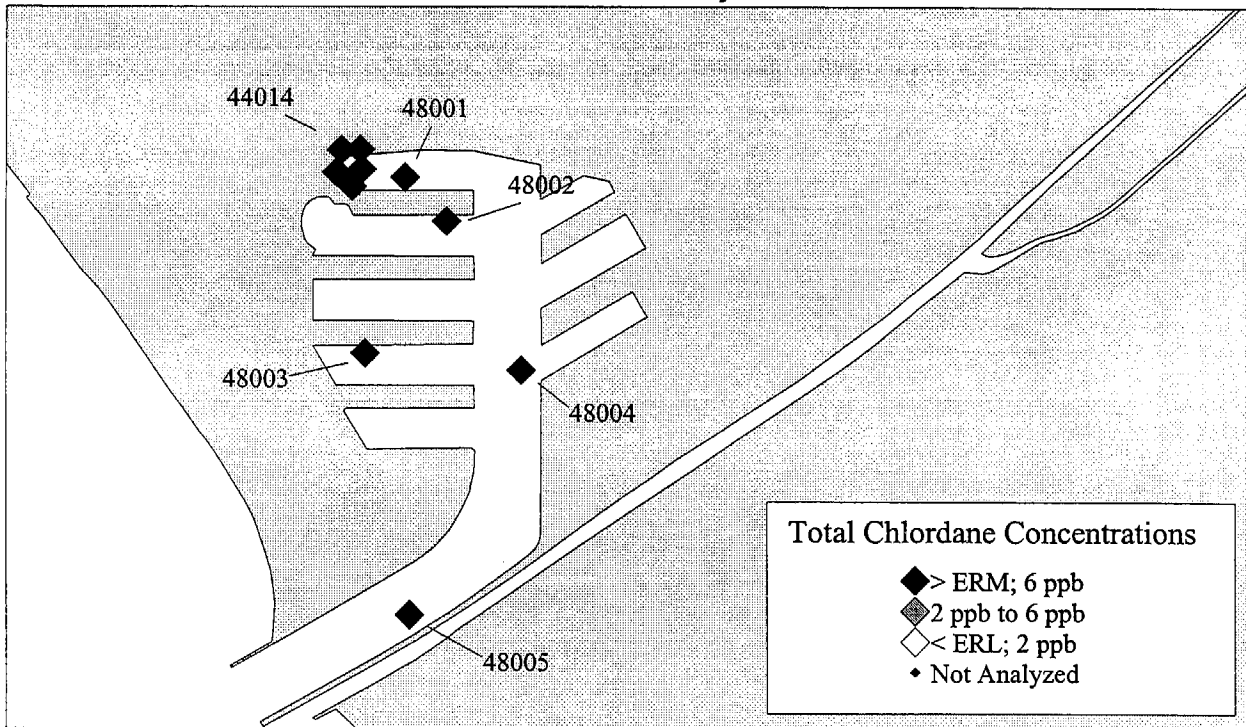 44014
48001
48002
48003
48004
48005
Total Chlordane Concentrations
> ERM; 6 ppb
2 ppb to 6 ppb
< ERL; 2 ppb
Not Analyzed